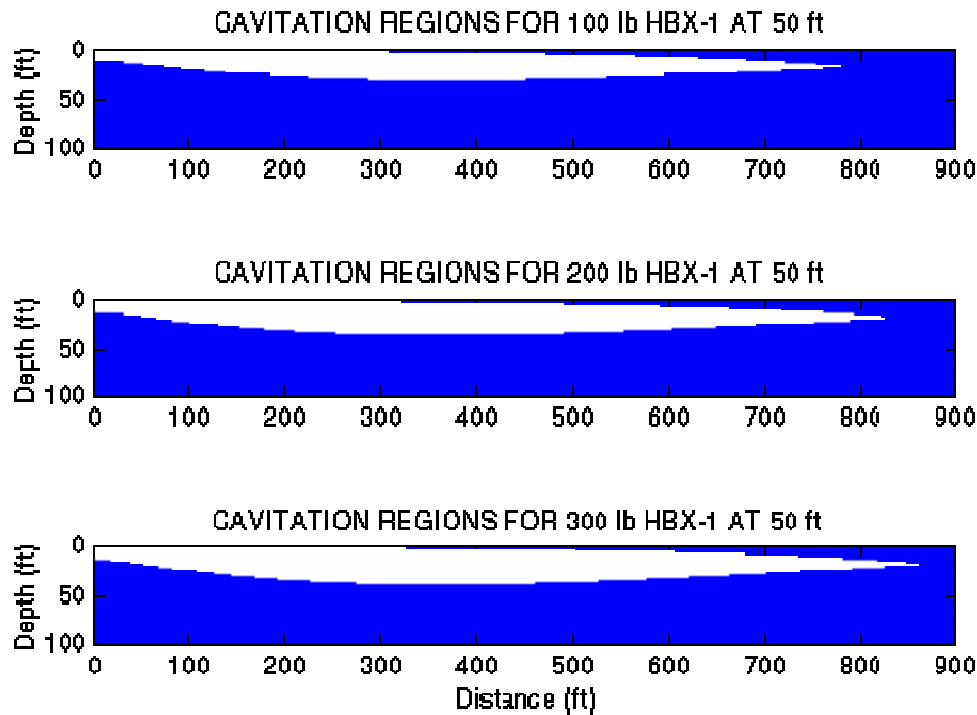 CAVITATION REGIONS FOR 100 lb HBX-1 AT 50 ft
Depth (ft)
0
50
100
0 100 200 300 400 500 600 700 800 900
CAVITATION REGIONS FOR 200 lb HBX-1 AT 50 ft
Depth (ft)
0
50
100
0 100 200 300 400 500 600 700 800 900
CAVITATION REGIONS FOR 300 lb HBX-1 AT 50 ft
Depth (ft)
0
50
100
0 100 200 300 400 500 600 700 800 900
Distance (ft)